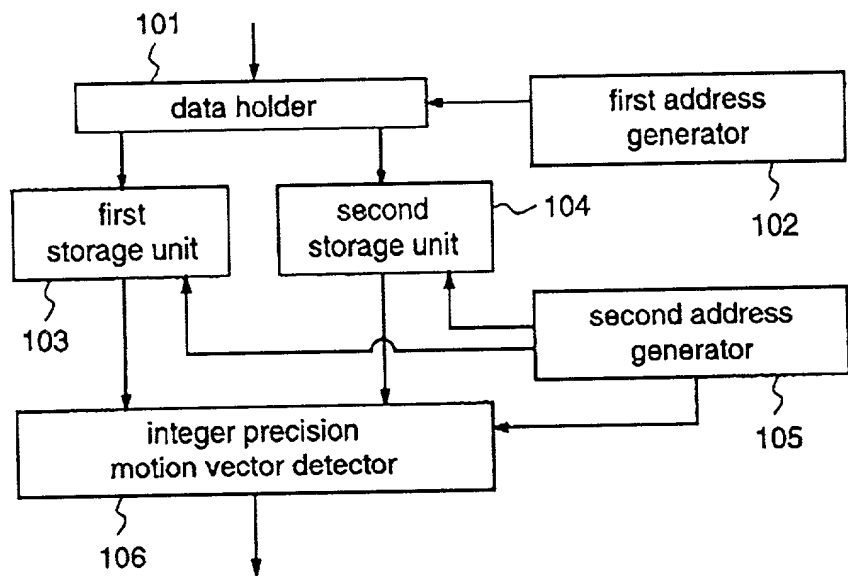 101
data holder
first address
generator
102
first
storage unit
103
second
storage unit
104
second address
generator
105
integer precision
motion vector detector
106